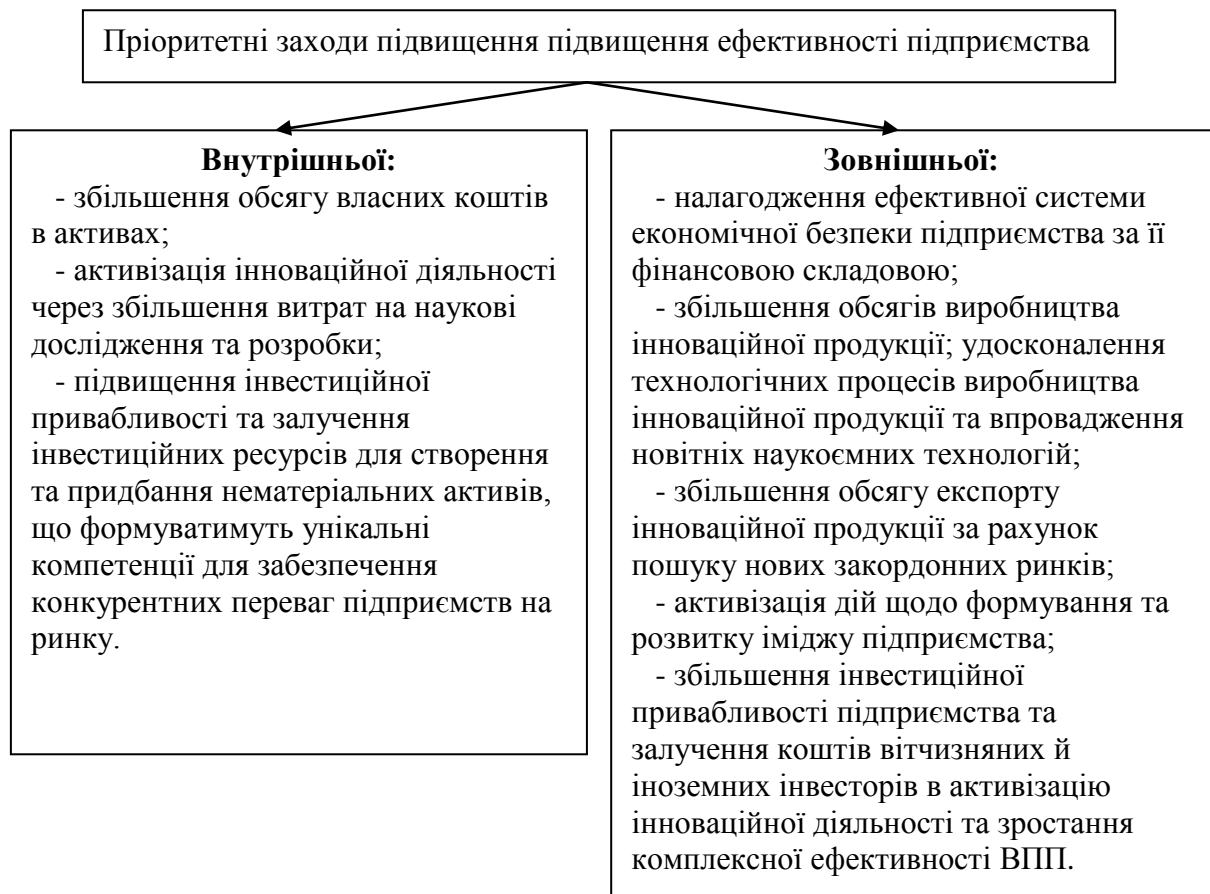 Пріоритетні заходи підвищення підвищення ефективності підприємства
Внутрішньої:
- збільшення обсягу власних коштів
в активах;
- активізація інноваційної діяльності
через збільшення витрат на наукові
дослідження та розробки;
- підвищення інвестиційної
привабливості та залучення
інвестиційних ресурсів для створення
та придбання нематеріальних активів,
що формуватимуть унікальні
компетенції для забезпечення
конкурентних переваг підприємств на
ринку.
Зовнішньої:
- налагодження ефективної системи
економічної безпеки підприємства за її
фінансовою складовою;
- збільшення обсягів виробництва
інноваційної продукції; удосконалення
технологічних процесів виробництва
інноваційної продукції та впровадження
новітніх наукоємних технологій;
- збільшення обсягу експорту
інноваційної продукції за рахунок
пошуку нових закордонних ринків;
- активізація дій щодо формування та
розвитку іміджу підприємства;
- збільшення інвестиційної
привабливості підприємства та
залучення коштів вітчизняних й
іноземних інвесторів в активізацію
інноваційної діяльності та зростання
комплексної ефективності ВПП.